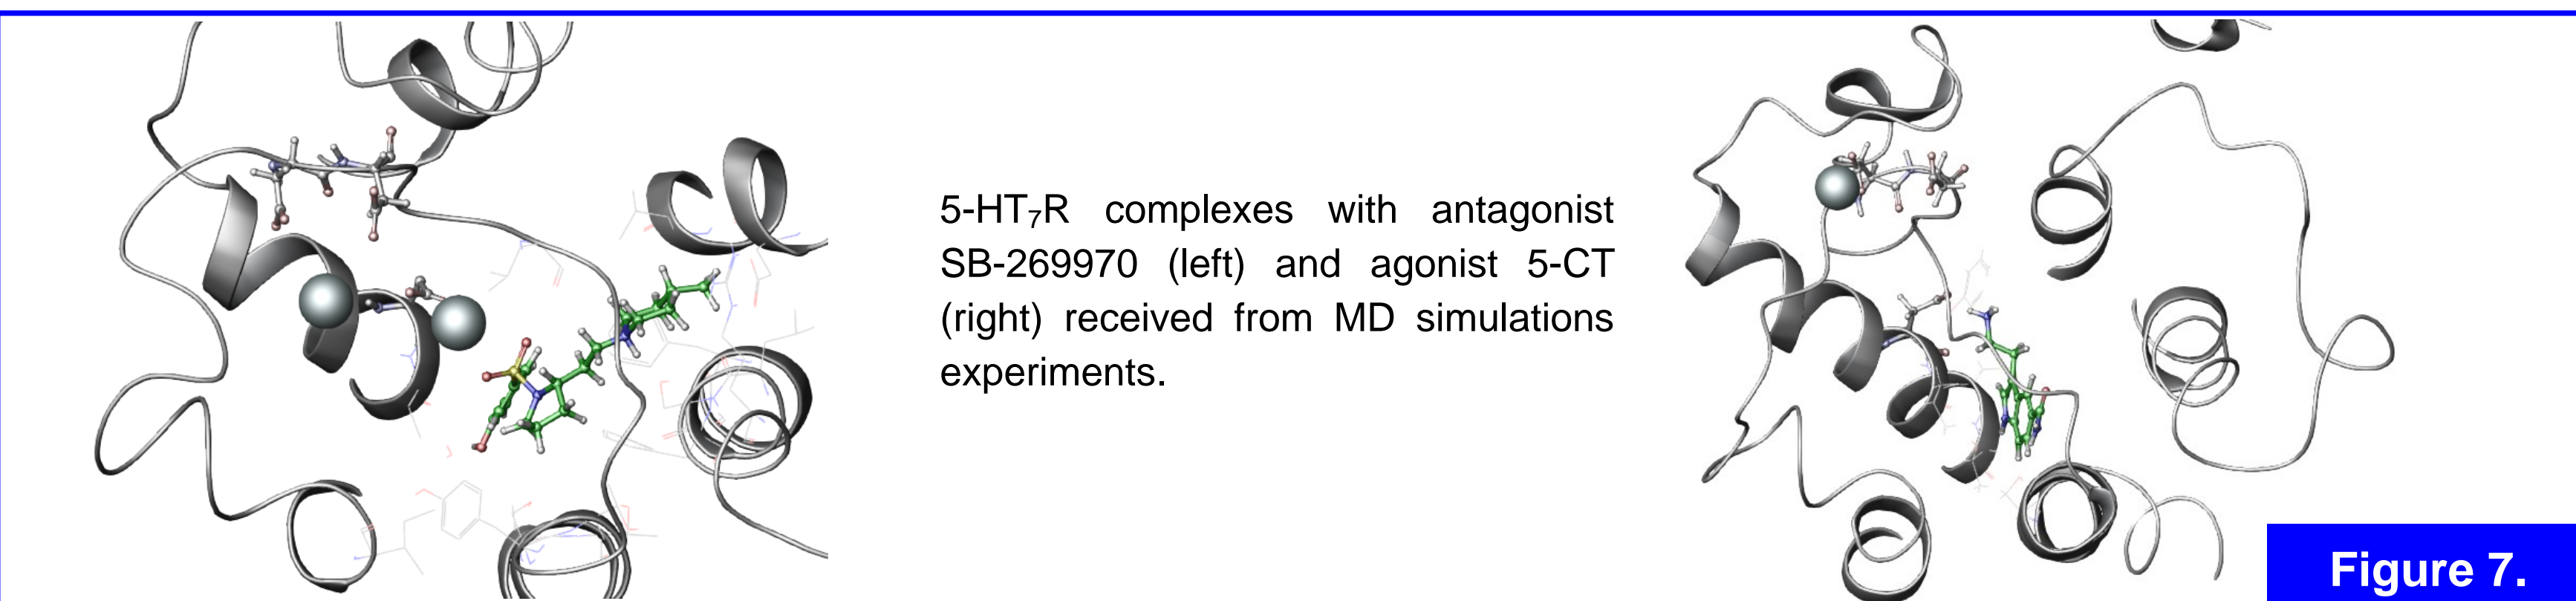 5-HT₇R complexes with antagonist
SB-269970 (left) and agonist 5-CT
(right) received from MD simulations
experiments.
Figure 7.